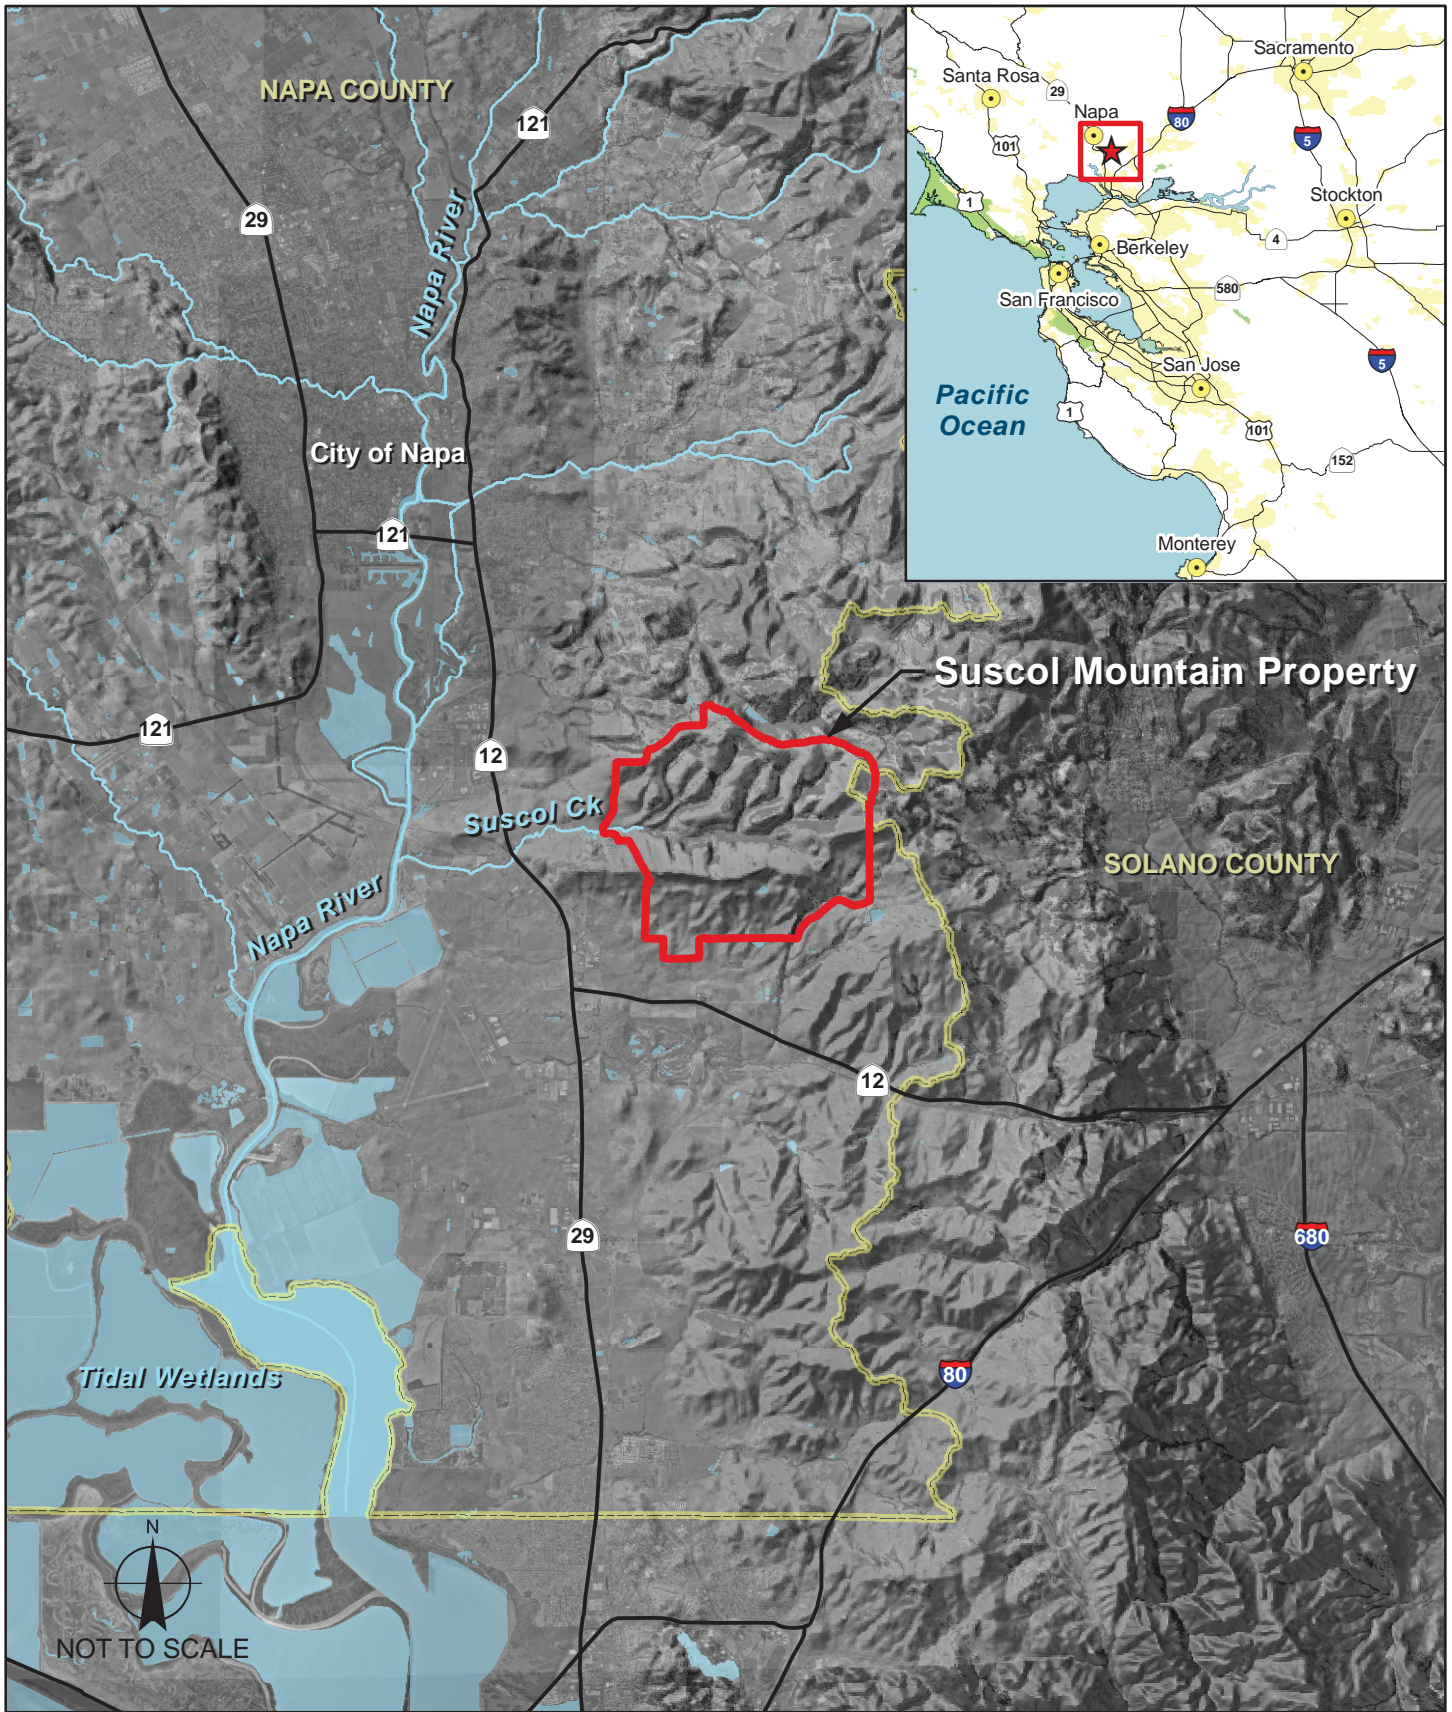 NAPA COUNTY
121
29
Napa River
City of Napa
121
121
12
Suscol Mountain Property
Suscol Ck
SOLANO COUNTY
Napa River
12
29
680
80
Tidal Wetlands
N
NOT TO SCALE
Sacramento
Santa Rosa
29
Napa
80
5
101
Stockton
1
4
Berkeley
580
San Francisco
5
San Jose
Pacific
Ocean
1
101
152
Monterey